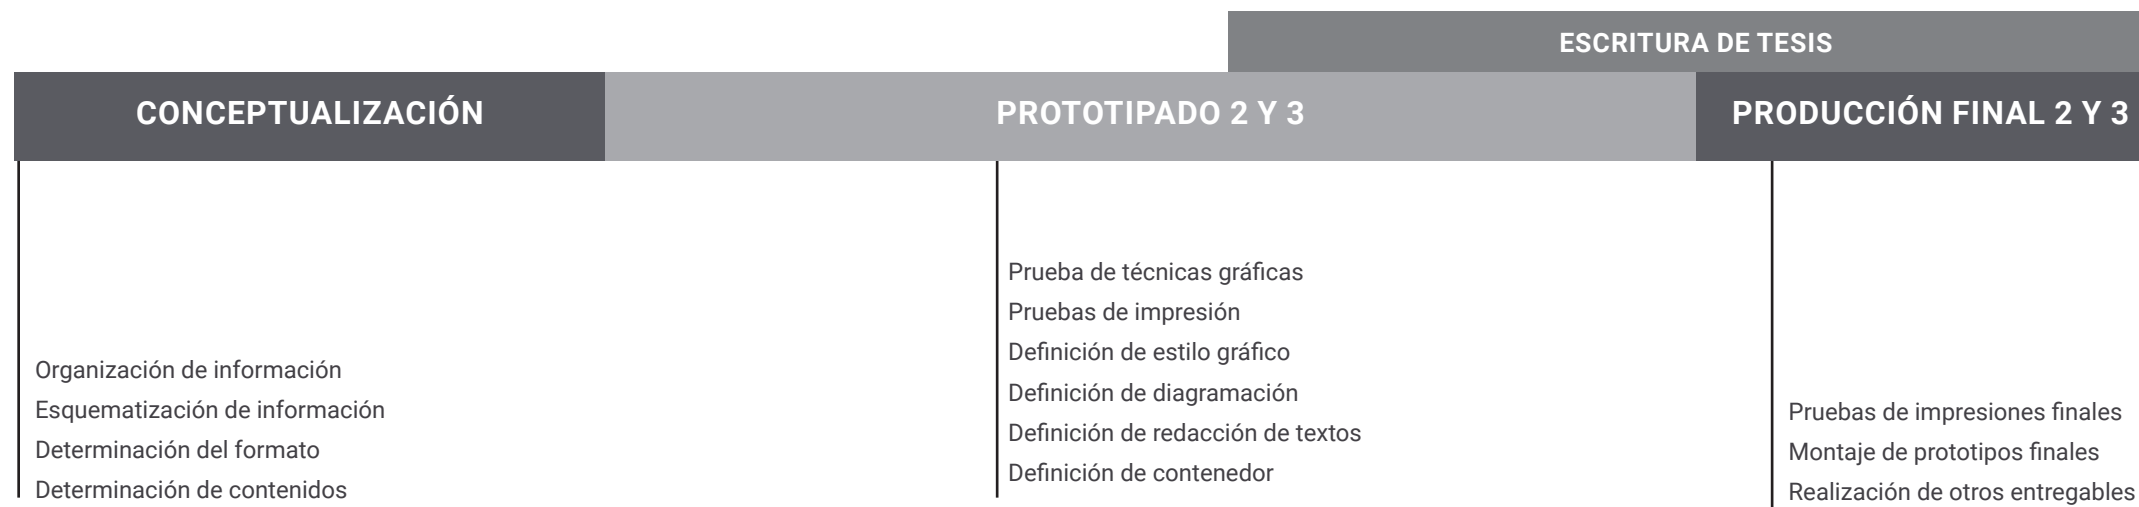 ESCRITURA DE TESIS
CONCEPTUALIZACIÓN
PROTOTIPADO 2 Y 3
PRODUCCIÓN FINAL 2 Y 3
Organización de información
Esquematización de información
Determinación del formato
Determinación de contenidos
Prueba de técnicas gráficas
Pruebas de impresión
Definición de estilo gráfico
Definición de diagramación
Definición de redacción de textos
Definición de contenedor
Pruebas de impresiones finales
Montaje de prototipos finales
Realización de otros entregables